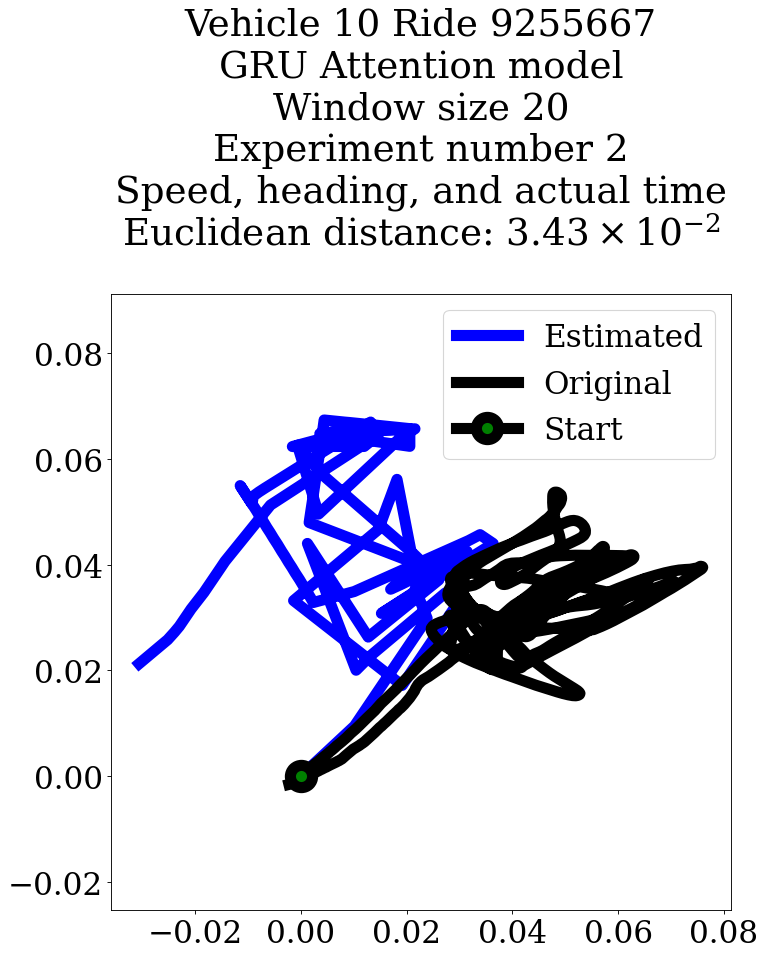 Vehicle 10 Ride 9255667
GRU Attention model
Window size 20
Experiment number 2
Speed, heading, and actual time
Euclidean distance: 3.43 × 10⁻²
Estimated
Original
Start
0.08
0.06
0.04
0.02
0.00
−0.02
−0.02 0.00 0.02 0.04 0.06 0.08